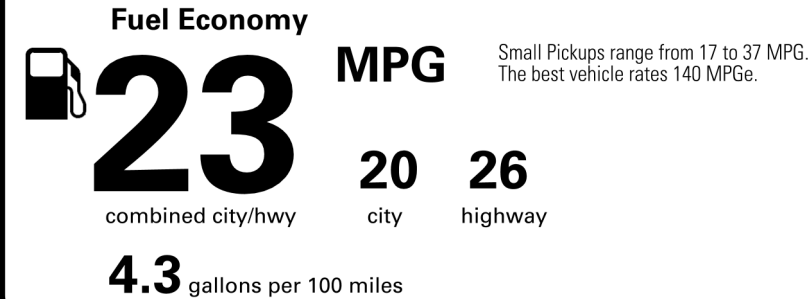 Fuel Economy
23 MPG
Small Pickups range from 17 to 37 MPG.
The best vehicle rates 140 MPGe.
20 26
combined city/hwy city highway
4.3 gallons per 100 miles